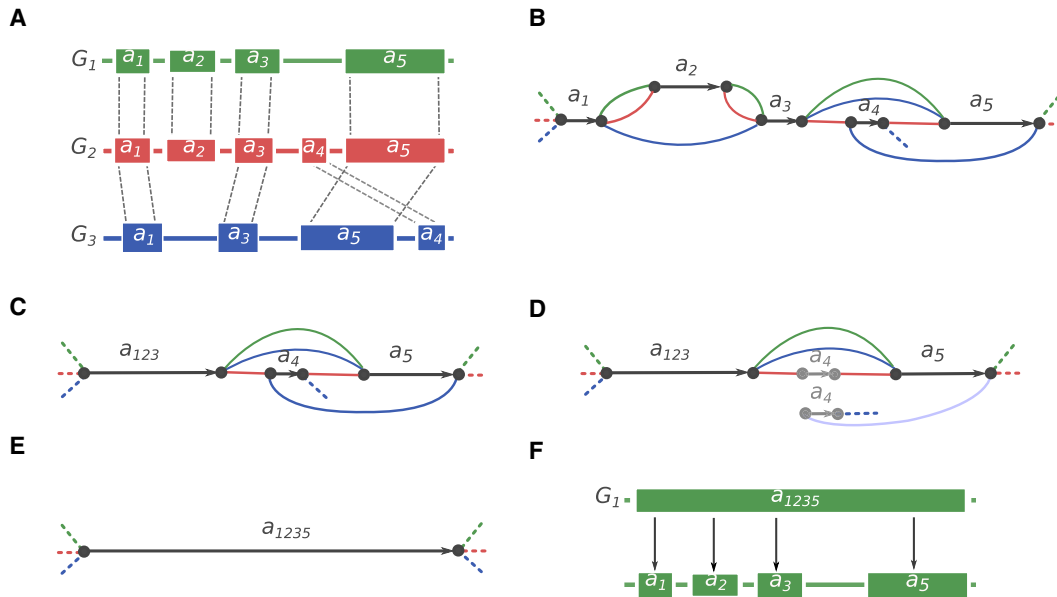 A
G1 a1 a2 a3 a5
G2 a1 a2 a3 a4 a5
G3 a1 a3 a5 a4
B
a1 a2 a3 a4 a5
C
a123 a4 a5
D
a123 a4 a5
a4
E
a1235
F
G1 a1235
a1 a2 a3 a5